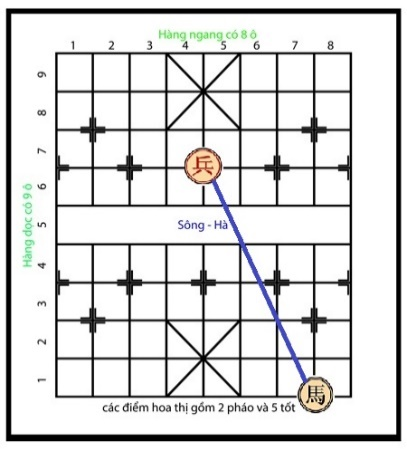 Hàng ngang có 8 ô
1 2 3 4 5 6 7 8
9
8
7
6
5
4
3
2
1
Hàng dọc có 9 ô
兵
Sông - Hà
馬
các điểm hoa thị gồm 2 pháo và 5 tốt